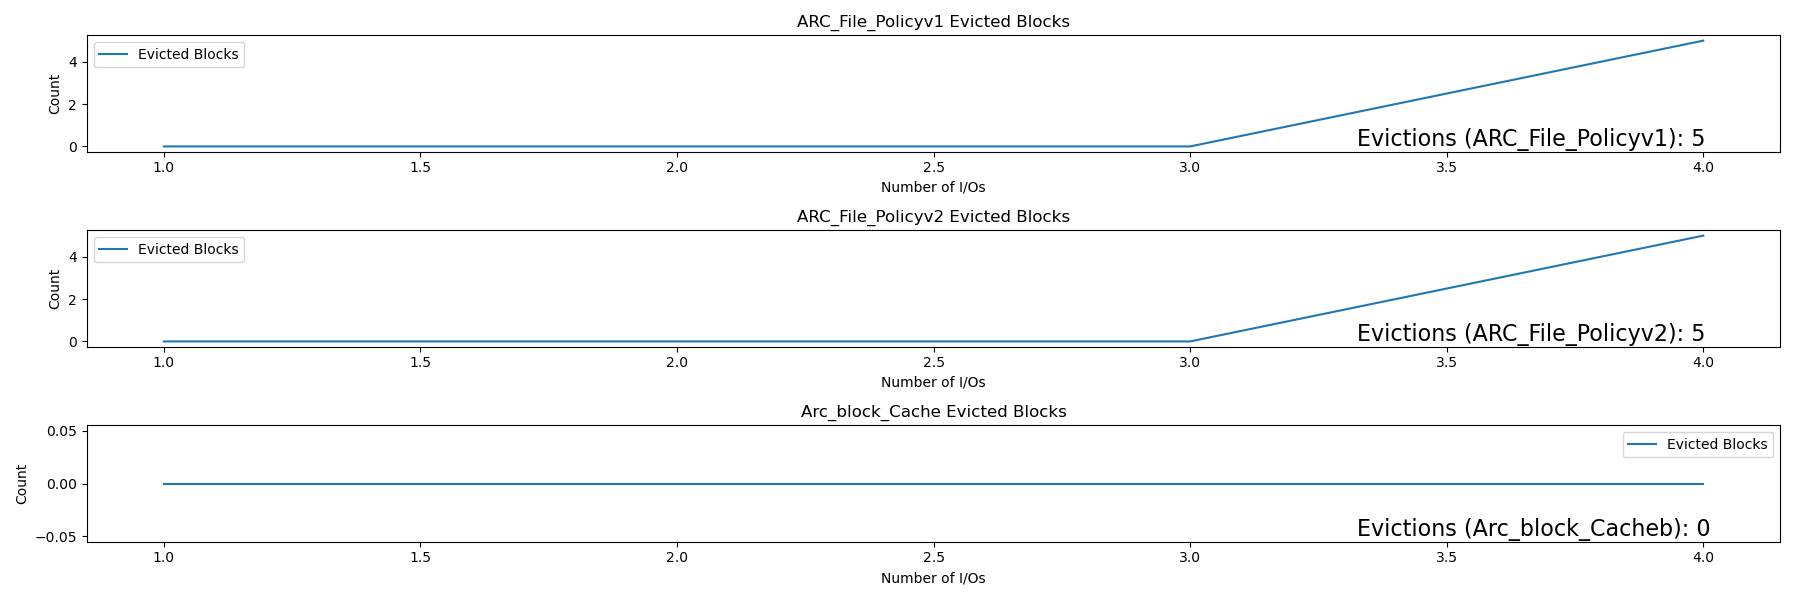 ARC_File_Policyv1 Evicted Blocks
Evicted Blocks
4
2
0
Count
Evictions (ARC_File_Policyv1): 5
1.0 1.5 2.0 2.5 3.0 3.5 4.0
Number of I/Os
ARC_File_Policyv2 Evicted Blocks
Evicted Blocks
4
2
0
Count
Evictions (ARC_File_Policyv2): 5
1.0 1.5 2.0 2.5 3.0 3.5 4.0
Number of I/Os
Arc_block_Cache Evicted Blocks
Evicted Blocks
0.05
0.00
−0.05
Count
Evictions (Arc_block_Cacheb): 0
1.0 1.5 2.0 2.5 3.0 3.5 4.0
Number of I/Os